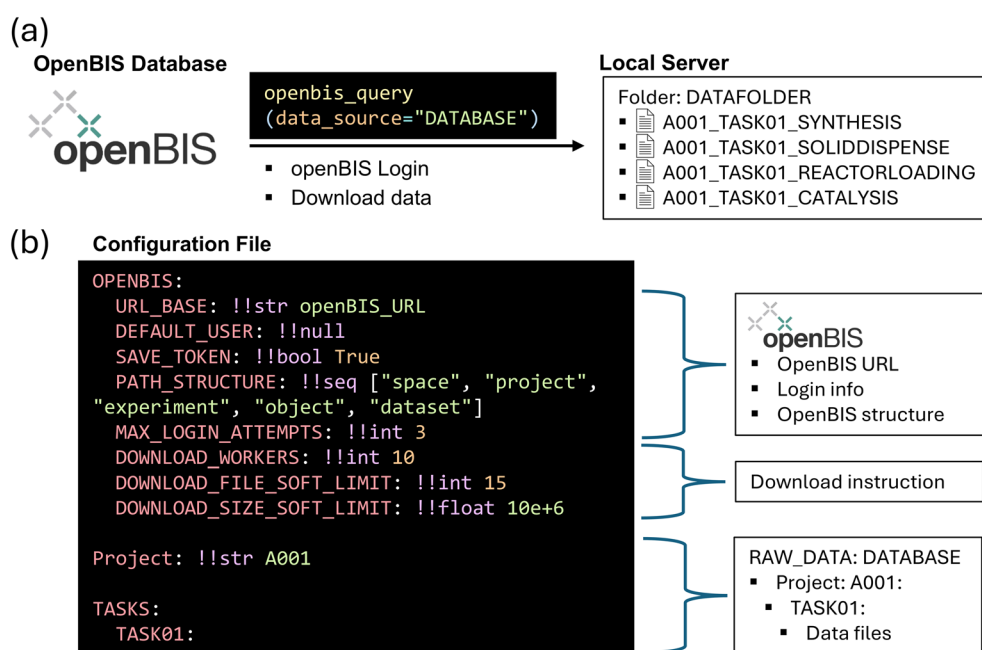 (a)
OpenBIS Database
openBIS
openbis_query
(data_source="DATABASE")
▪ openBIS Login
▪ Download data
Local Server
Folder: DATAFOLDER
▪ A001_TASK01_SYNTHESIS
▪ A001_TASK01_SOLIDDISPENSE
▪ A001_TASK01_REACTORLOADING
▪ A001_TASK01_CATALYSIS
(b)
Configuration File
OPENBIS:
URL_BASE: !!str openBIS_URL
DEFAULT_USER: !!null
SAVE_TOKEN: !!bool True
PATH_STRUCTURE: !!seq ["space", "project",
"experiment", "object", "dataset"]
MAX_LOGIN_ATTEMPTS: !!int 3
DOWNLOAD_WORKERS: !!int 10
DOWNLOAD_FILE_SOFT_LIMIT: !!int 15
DOWNLOAD_SIZE_SOFT_LIMIT: !!float 10e+6
Project: !!str A001
TASKS:
TASK01:
openBIS
▪ OpenBIS URL
▪ Login info
▪ OpenBIS structure
Download instruction
RAW_DATA: DATABASE
▪ Project: A001:
▪ TASK01:
▪ Data files